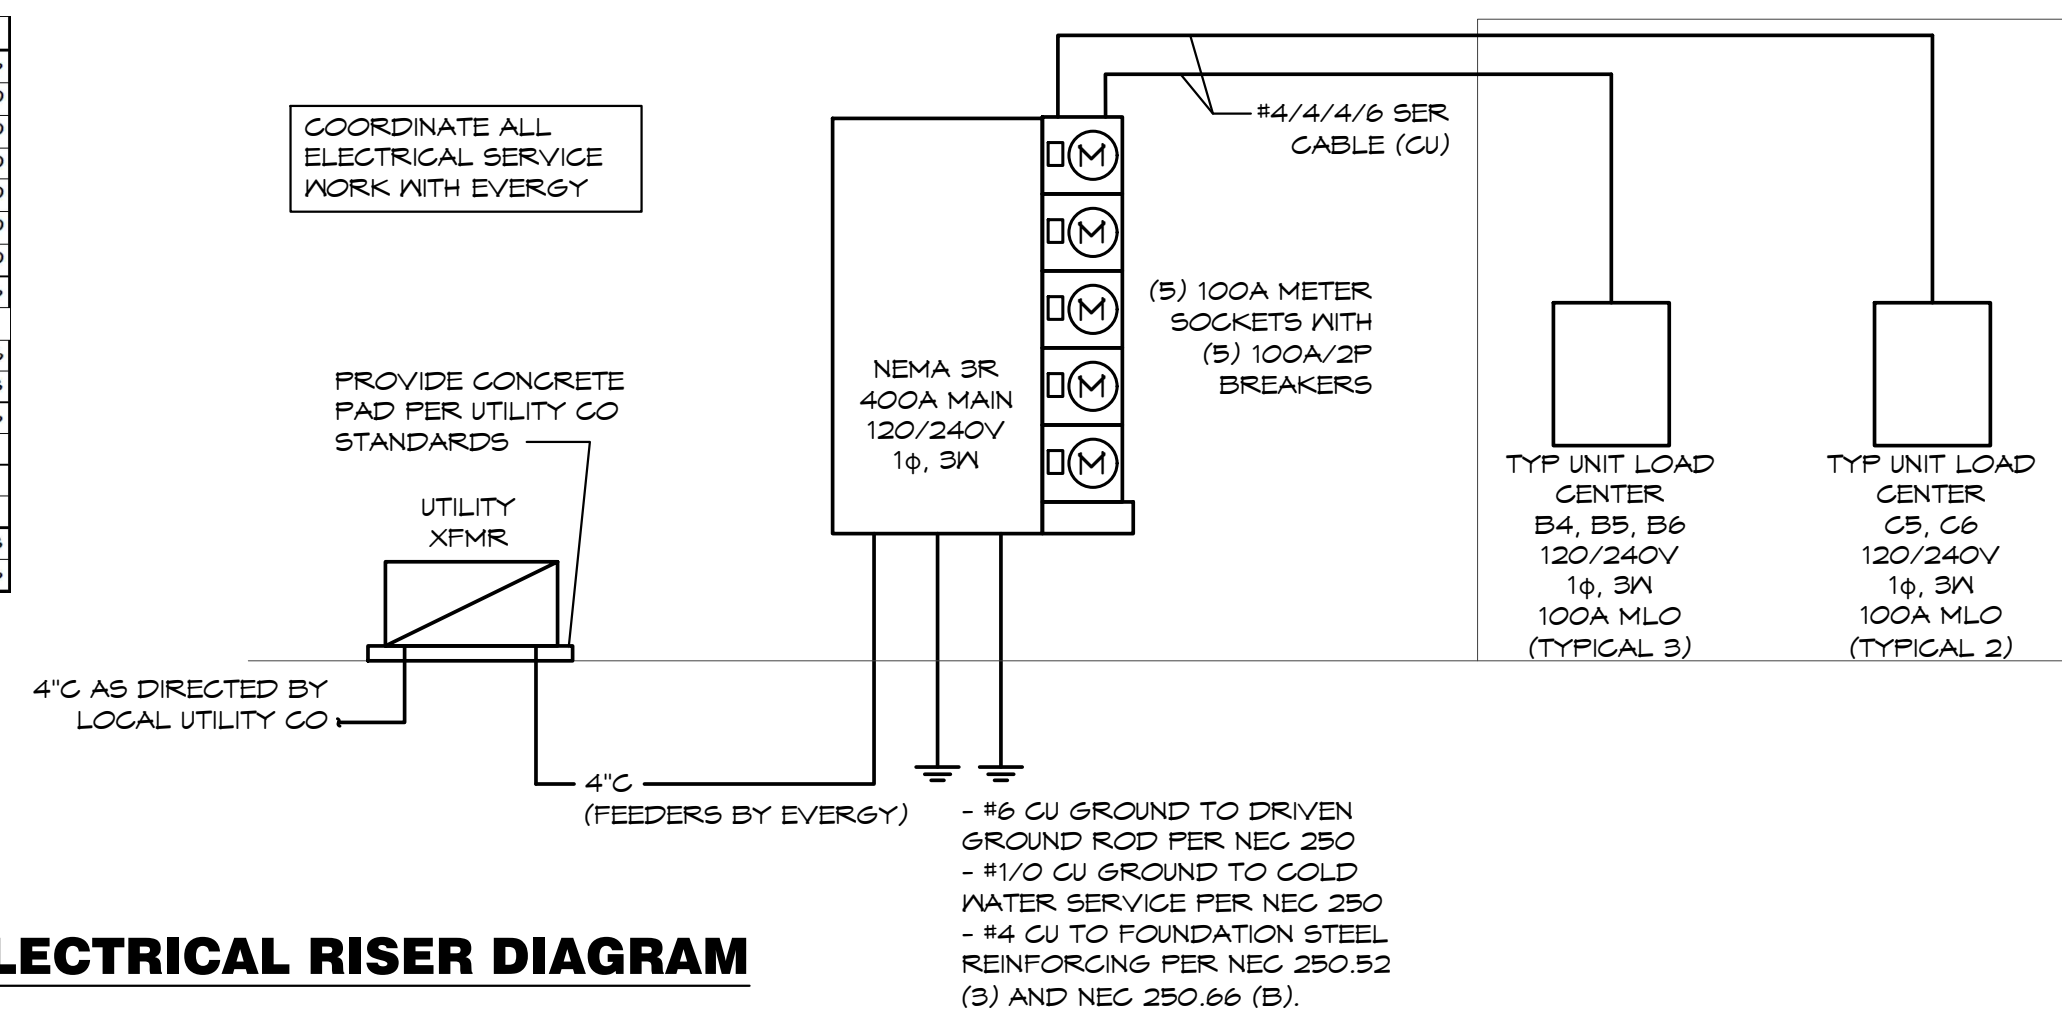 COORDINATE ALL
ELECTRICAL SERVICE
WORK WITH EVERGY
#4/4/4/6 SER
CABLE (CU)
M
M
M
M
M
(5) 100A METER
SOCKETS WITH
(5) 100A/2P
BREAKERS
NEMA 3R
400A MAIN
120/240V
1ϕ, 3W
PROVIDE CONCRETE
PAD PER UTILITY CO
STANDARDS
UTILITY
XFMR
TYP UNIT LOAD
CENTER
B4, B5, B6
120/240V
1ϕ, 3W
100A MLO
(TYPICAL 3)
TYP UNIT LOAD
CENTER
C5, C6
120/240V
1ϕ, 3W
100A MLO
(TYPICAL 2)
4"C AS DIRECTED BY
LOCAL UTILITY CO
4"C
(FEEDERS BY EVERGY)
- #6 CU GROUND TO DRIVEN
GROUND ROD PER NEC 250
- #1/0 CU GROUND TO COLD
WATER SERVICE PER NEC 250
- #4 CU TO FOUNDATION STEEL
REINFORCING PER NEC 250.52
(3) AND NEC 250.66 (B).
LECTRICAL RISER DIAGRAM